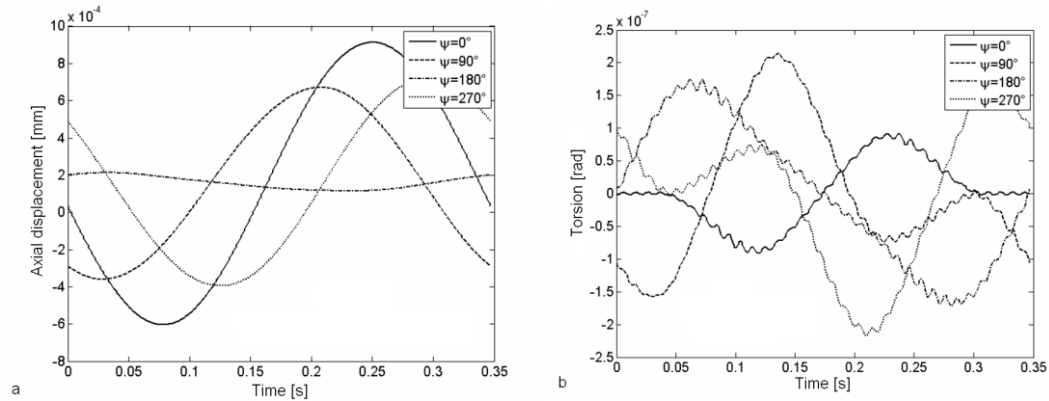 x 10⁻⁴
10
8
6
4
2
0
-2
-4
-6
-8
Axial displacement [mm]
0
0.05
0.1
0.15
0.2
0.25
0.3
0.35
Time [s]
ψ=0°
ψ=90°
ψ=180°
ψ=270°
a
x 10⁻⁷
2.5
2
1.5
1
0.5
0
-0.5
-1
-1.5
-2
-2.5
Torsion [rad]
0
0.05
0.1
0.15
0.2
0.25
0.3
0.35
Time [s]
ψ=0°
ψ=90°
ψ=180°
ψ=270°
b